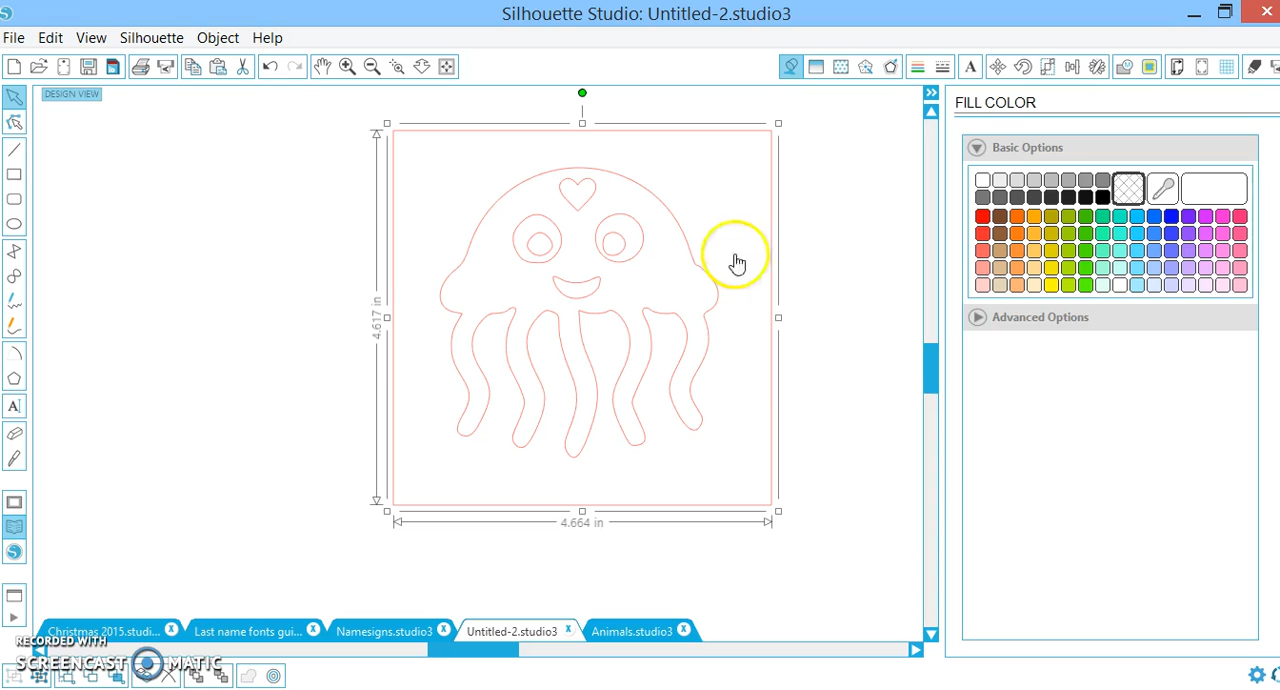 Silhouette Studio: Untitled-2.studio3
File Edit View Silhouette Object Help
DESIGN VIEW
FILL COLOR
Basic Options
Advanced Options
4.617 in
4.664 in
Christmas 2015.studi... Last name fonts gui... Namesigns.studio3 Untitled-2.studio3 Animals.studio3
RECORDED WITH
SCREENCAST MATIC